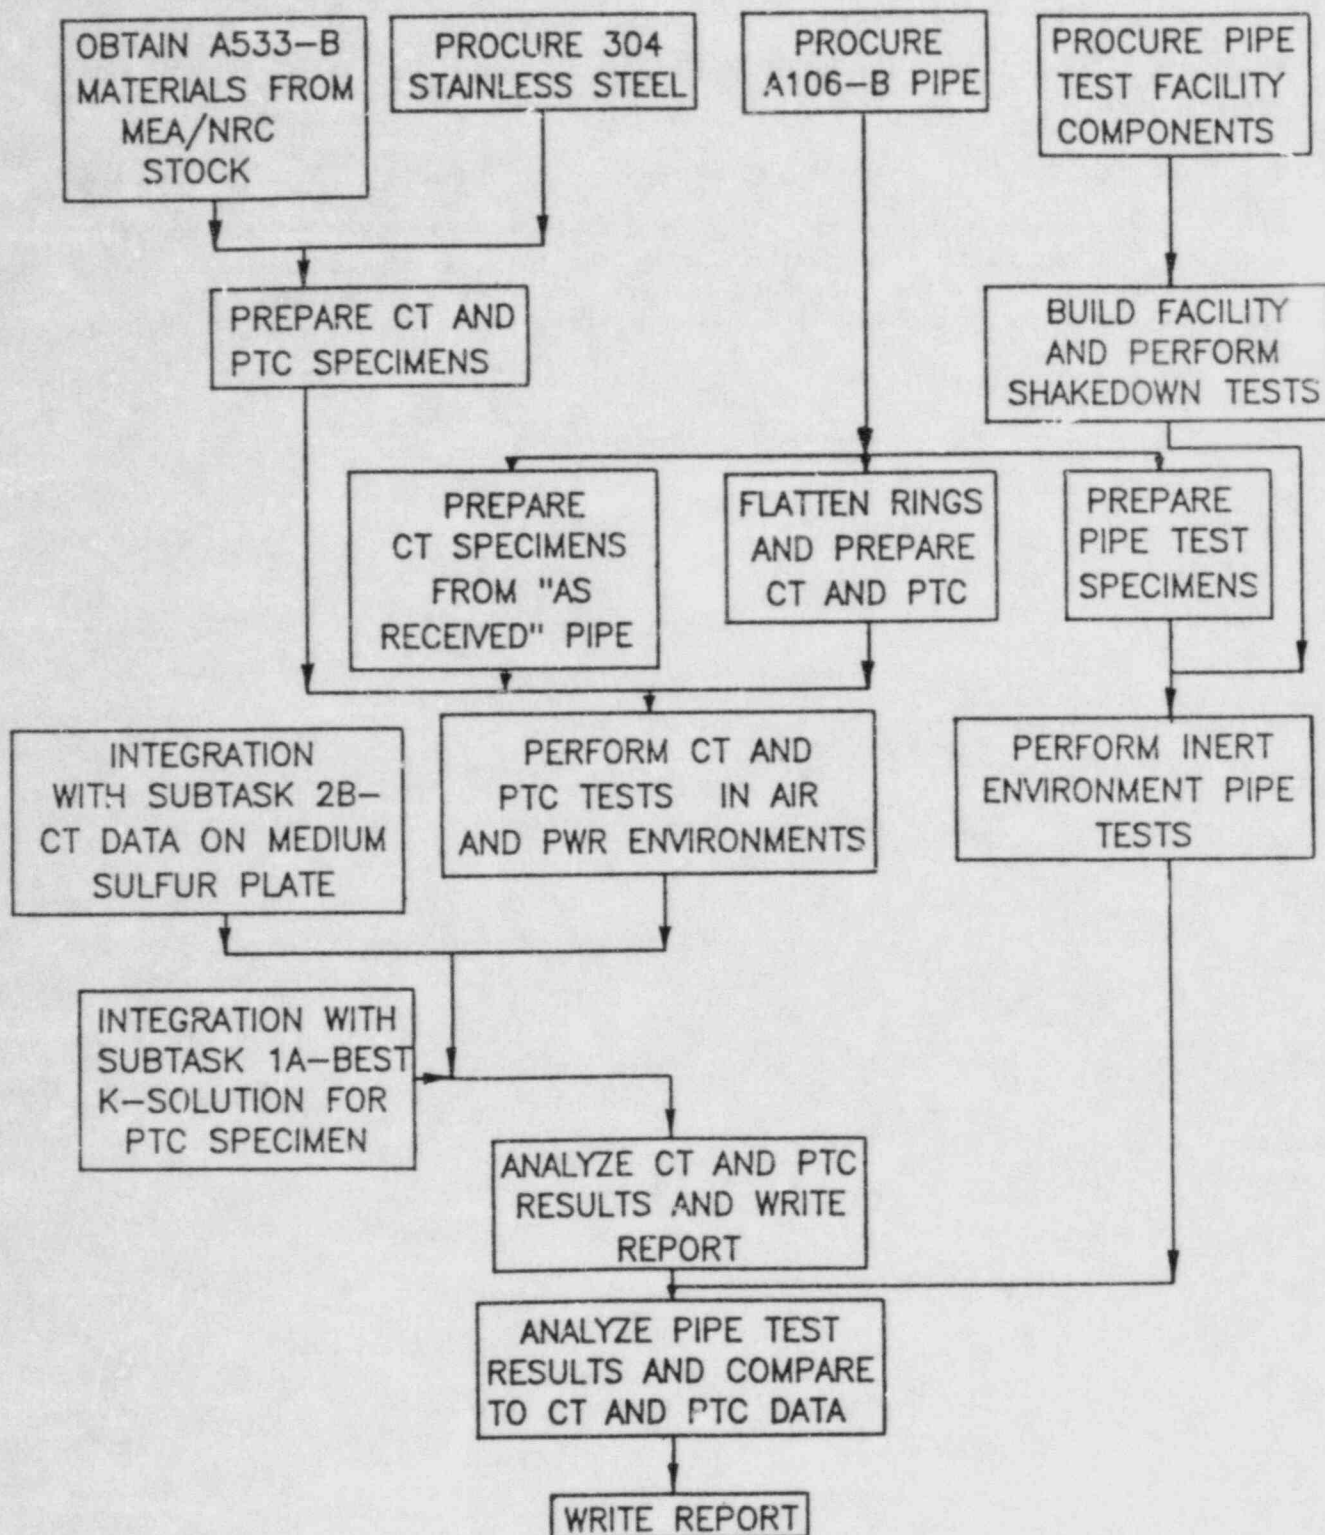 OBTAIN A533-B
MATERIALS FROM
MEA/NRC
STOCK
PROCURE 304
STAINLESS STEEL
PROCURE
A106-B PIPE
PROCURE PIPE
TEST FACILITY
COMPONENTS
PREPARE CT AND
PTC SPECIMENS
BUILD FACILITY
AND PERFORM
SHAKEDOWN TESTS
PREPARE
CT SPECIMENS
FROM "AS
RECEIVED" PIPE
FLATTEN RINGS
AND PREPARE
CT AND PTC
PREPARE
PIPE TEST
SPECIMENS
INTEGRATION
WITH SUBTASK 2B-
CT DATA ON MEDIUM
SULFUR PLATE
PERFORM CT AND
PTC TESTS IN AIR
AND PWR ENVIRONMENTS
PERFORM INERT
ENVIRONMENT PIPE
TESTS
INTEGRATION WITH
SUBTASK 1A-BEST
K-SOLUTION FOR
PTC SPECIMEN
ANALYZE CT AND PTC
RESULTS AND WRITE
REPORT
ANALYZE PIPE TEST
RESULTS AND COMPARE
TO CT AND PTC DATA
WRITE REPORT